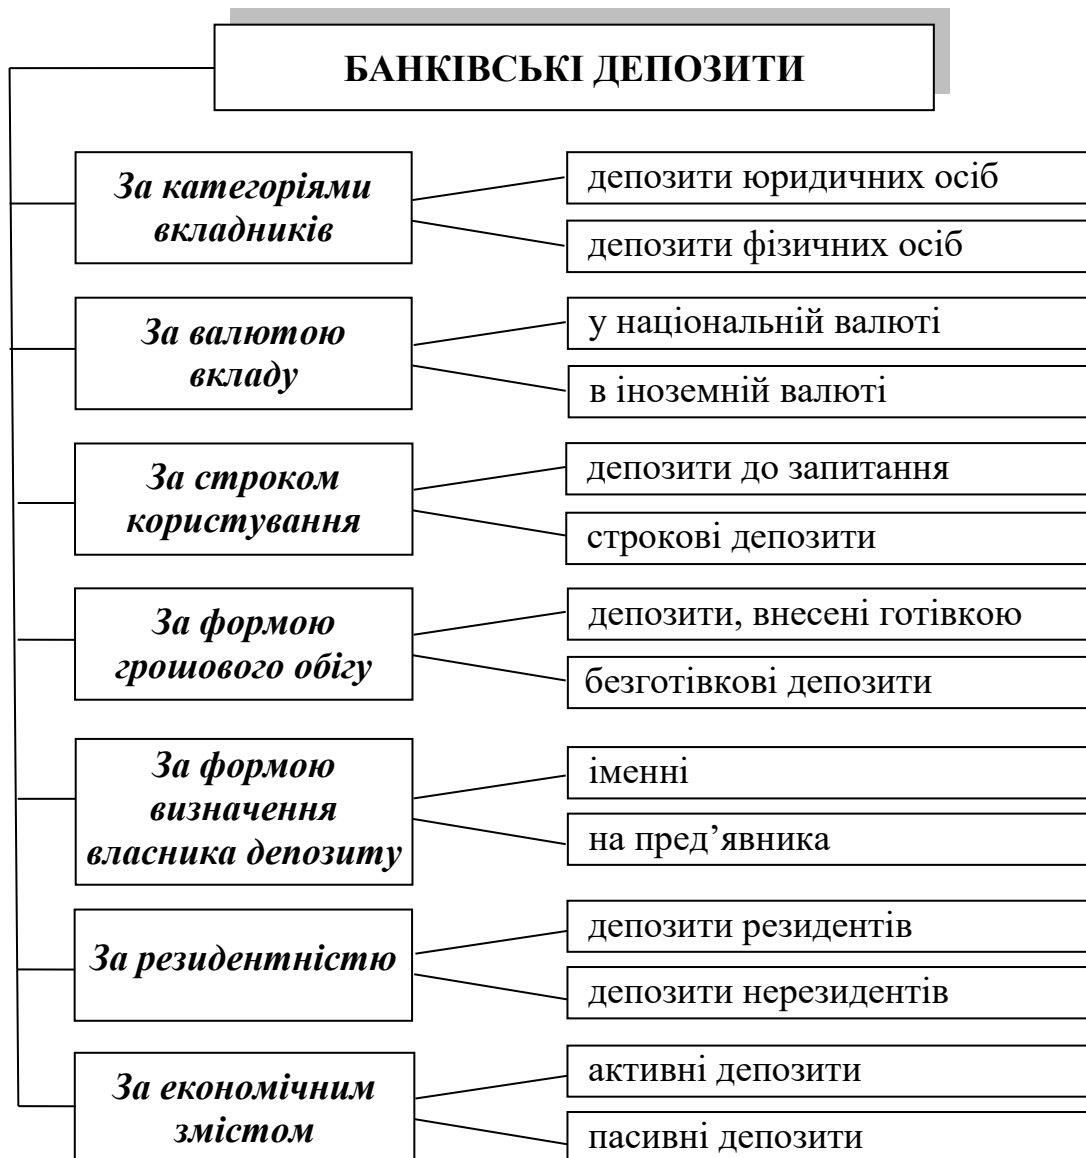 БАНКІВСЬКІ ДЕПОЗИТИ
За категоріями
вкладників
депозити юридичних осіб
депозити фізичних осіб
За валютою
вкладу
у національній валюті
в іноземній валюті
За строком
користування
депозити до запитання
строкові депозити
За формою
грошового обігу
депозити, внесені готівкою
безготівкові депозити
За формою
визначення
власника депозиту
іменні
на пред’явника
За резидентністю
депозити резидентів
депозити нерезидентів
За економічним
змістом
активні депозити
пасивні депозити